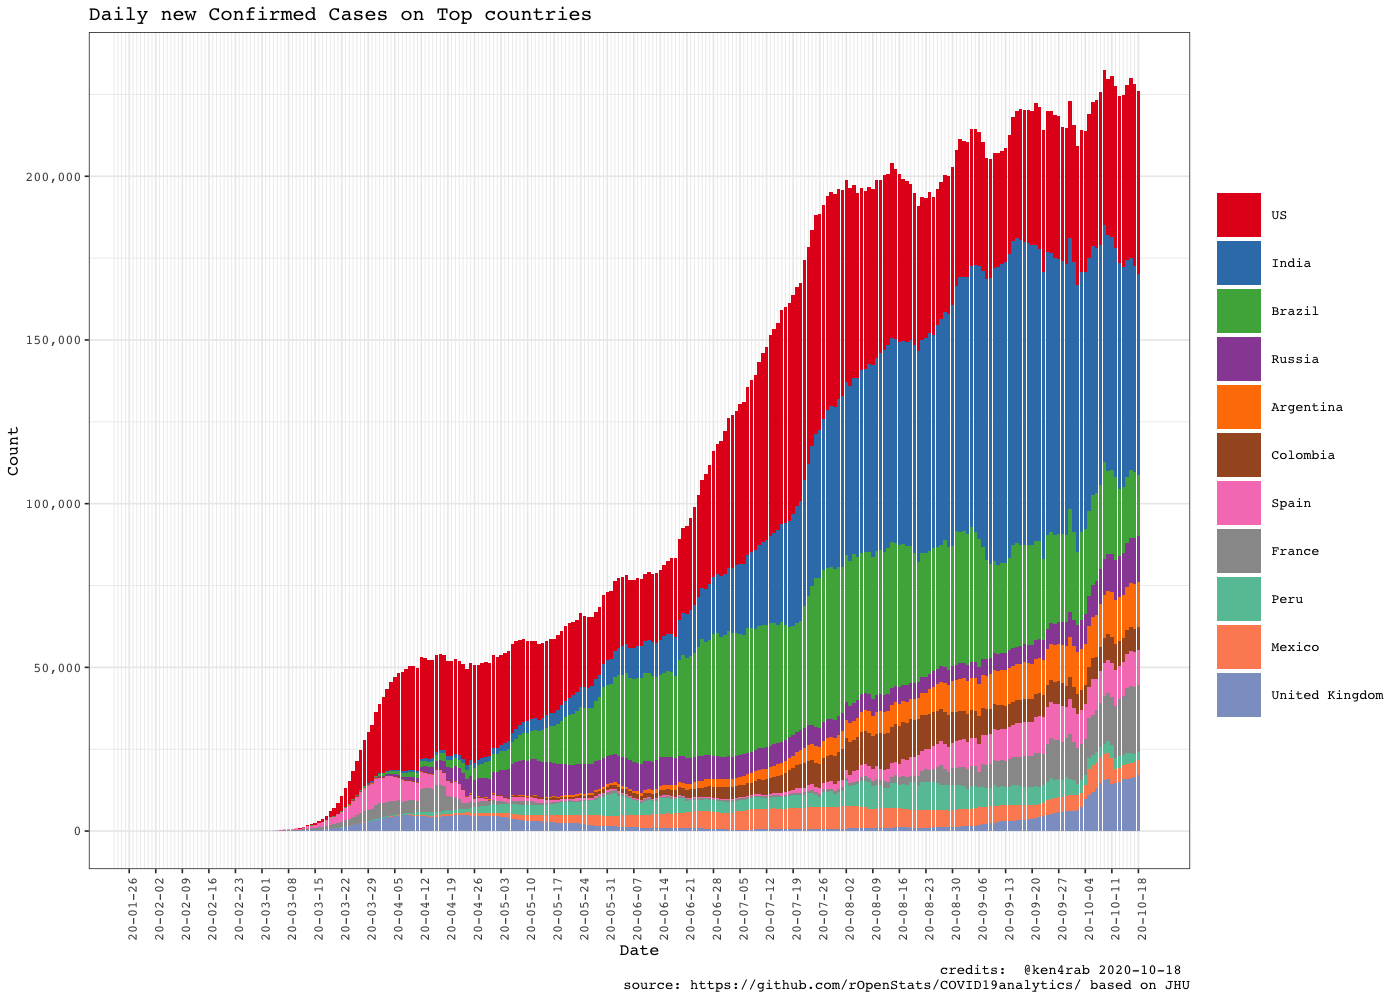 Daily new Confirmed Cases on Top countries
Count
200,000
150,000
100,000
50,000
0
20-01-26
20-02-02
20-02-09
20-02-16
20-02-23
20-03-01
20-03-08
20-03-15
20-03-22
20-03-29
20-04-05
20-04-12
20-04-19
20-04-26
20-05-03
20-05-10
20-05-17
20-05-24
20-05-31
20-06-07
20-06-14
20-06-21
20-06-28
20-07-05
20-07-12
20-07-19
20-07-26
20-08-02
20-08-09
20-08-16
20-08-23
20-08-30
20-09-06
20-09-13
20-09-20
20-09-27
20-10-04
20-10-11
20-10-18
Date
US
India
Brazil
Russia
Argentina
Colombia
Spain
France
Peru
Mexico
United Kingdom
credits:  @ken4rab 2020-10-18
source: https://github.com/rOpenStats/COVID19analytics/ based on JHU